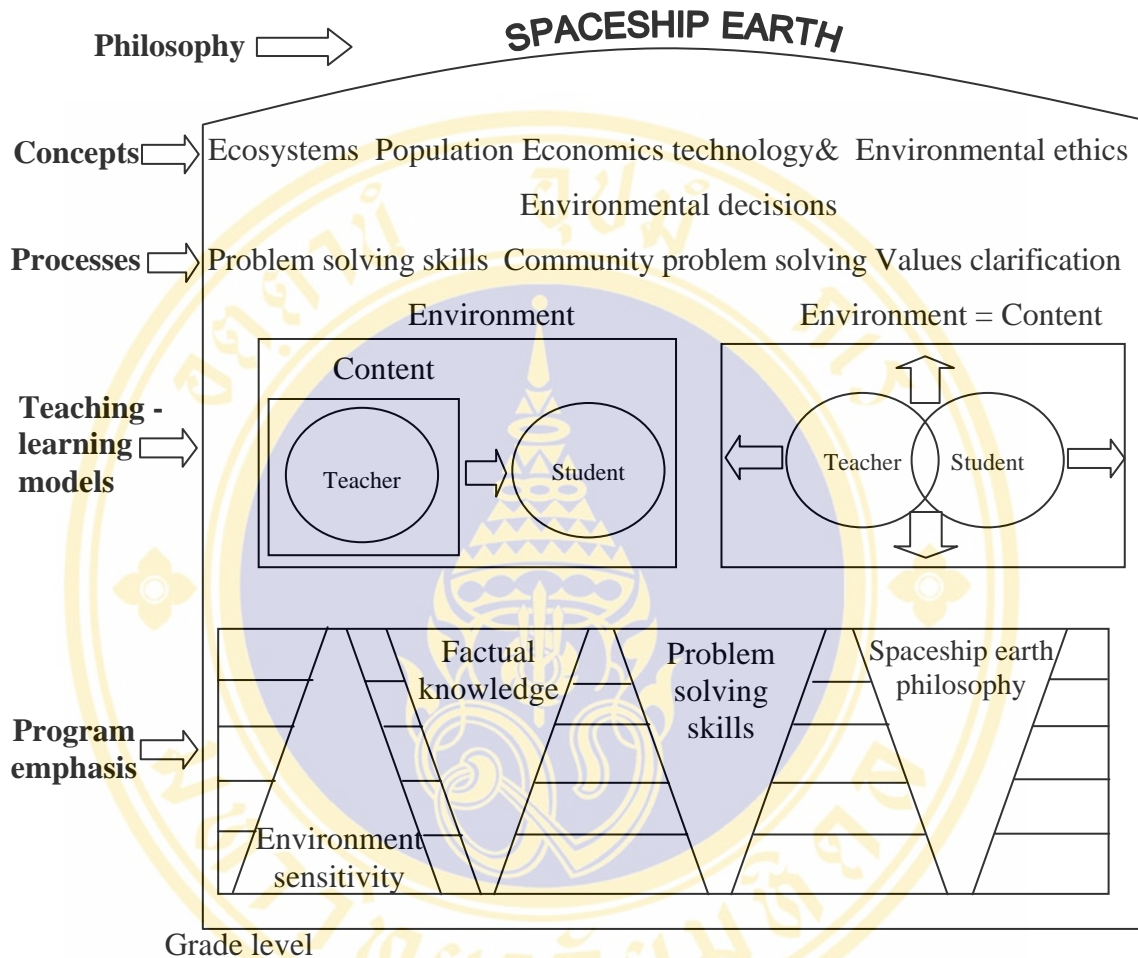 SPACESHIP EARTH
Philosophy
Concepts
Ecosystems Population Economics technology& Environmental ethics
Environmental decisions
Processes
Problem solving skills Community problem solving Values clarification
Environment
Environment = Content
Content
Teaching -
learning
models
Teacher
Student
Teacher
Student
Factual
knowledge
Problem
solving
skills
Spaceship earth
philosophy
Program
emphasis
Environment
sensitivity
Grade level